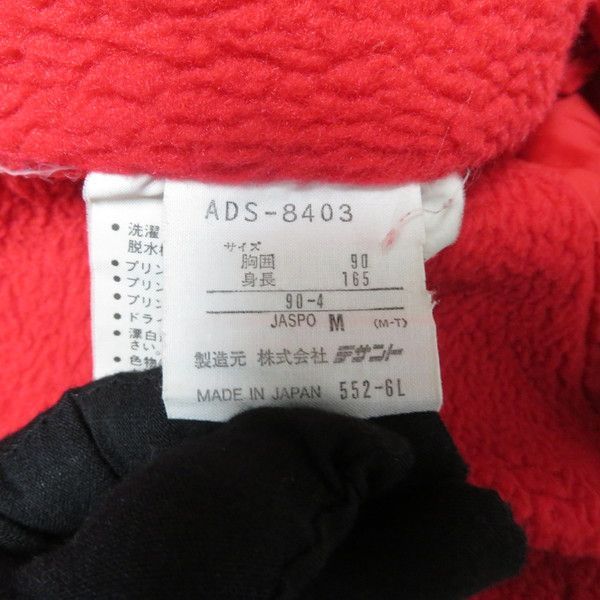 ADS-8403
サイズ
胸囲 90
身長 165
90-4
JASPO M (M-T)
製造元 株式会社 デサント
MADE IN JAPAN 552-6L
• 洗濯
脱水
• プリン
• プリン
• プリン
• ドライ
• 漂白
さい。
• 色物